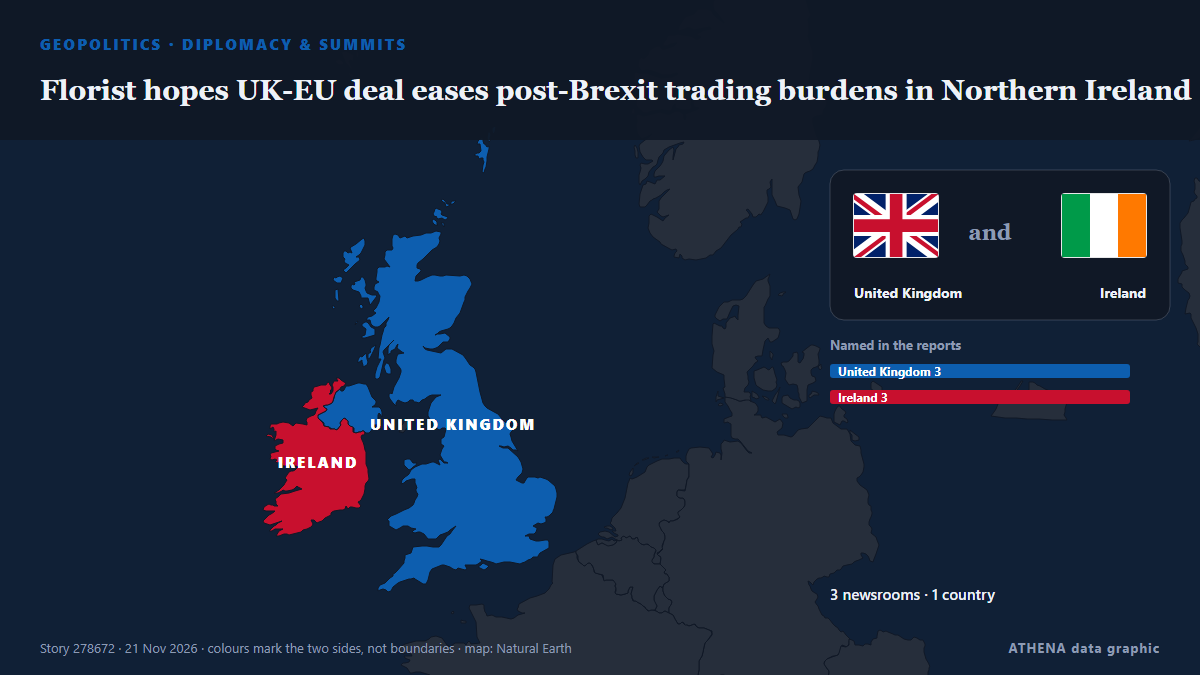 GEOPOLITICS · DIPLOMACY & SUMMITS
Florist hopes UK-EU deal eases post-Brexit trading burdens in Northern Ireland
and
United Kingdom
Ireland
Named in the reports
United Kingdom 3
Ireland 3
UNITED KINGDOM
IRELAND
3 newsrooms · 1 country
Story 278672 · 21 Nov 2026 · colours mark the two sides, not boundaries · map: Natural Earth
ATHENA data graphic